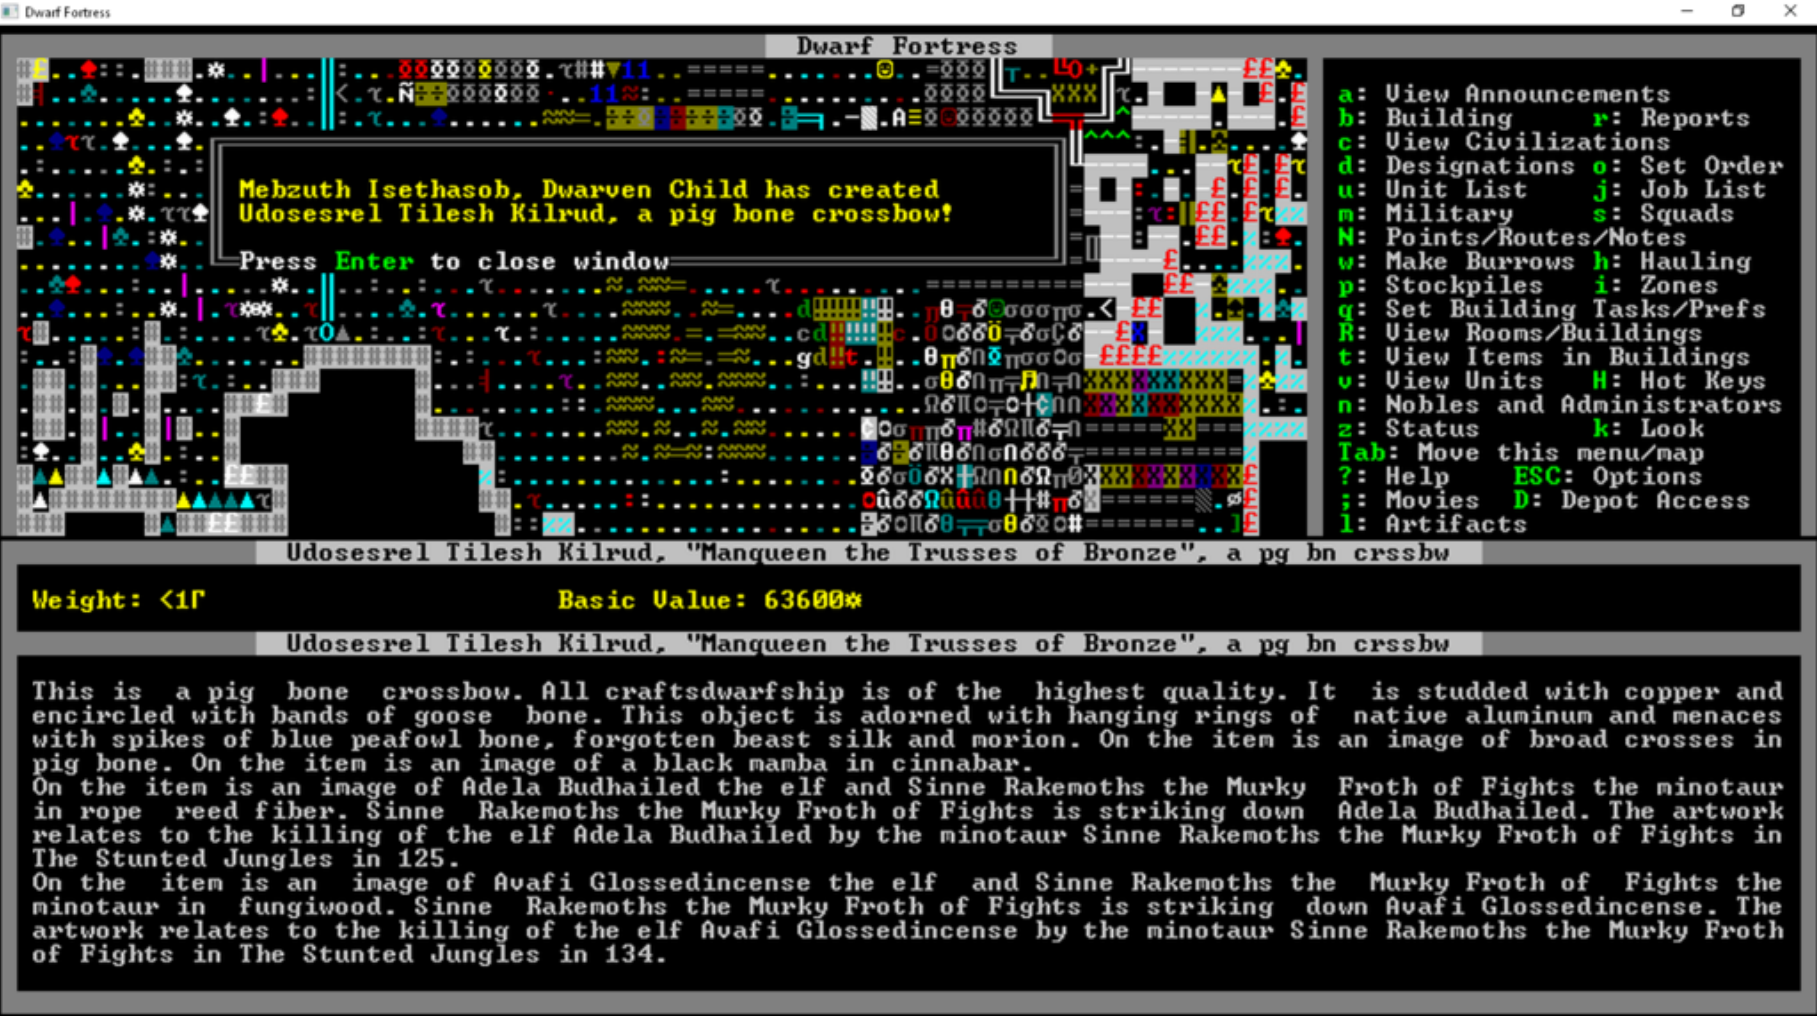 Dwarf Fortress
Dwarf Fortress
Mebzuth Isethasob, Dwarven Child has created
Udosesrel Tilesh Kilrud, a pig bone crossbow!
Press Enter to close window
a: View Announcements
b: Building r: Reports
c: View Civilizations
d: Designations o: Set Order
u: Unit List j: Job List
m: Military s: Squads
N: Points/Routes/Notes
w: Make Burrows h: Hauling
p: Stockpiles i: Zones
q: Set Building Tasks/Prefs
R: View Rooms/Buildings
t: View Items in Buildings
v: View Units H: Hot Keys
n: Nobles and Administrators
z: Status k: Look
Tab: Move this menu/map
?: Help ESC: Options
;: Movies D: Depot Access
l: Artifacts
Udosesrel Tilesh Kilrud, "Manqueen the Trusses of Bronze", a pg bn crssbw
Weight: <1Γ Basic Value: 63600☼
Udosesrel Tilesh Kilrud, "Manqueen the Trusses of Bronze", a pg bn crssbw
This is a pig bone crossbow. All craftsdwarfship is of the highest quality. It is studded with copper and
encircled with bands of goose bone. This object is adorned with hanging rings of native aluminum and menaces
with spikes of blue peafowl bone, forgotten beast silk and morion. On the item is an image of broad crosses in
pig bone. On the item is an image of a black mamba in cinnabar.
On the item is an image of Adela Budhailed the elf and Sinne Rakemoths the Murky Froth of Fights the minotaur
in rope reed fiber. Sinne Rakemoths the Murky Froth of Fights is striking down Adela Budhailed. The artwork
relates to the killing of the elf Adela Budhailed by the minotaur Sinne Rakemoths the Murky Froth of Fights in
The Stunted Jungles in 125.
On the item is an image of Avafi Glossedincense the elf and Sinne Rakemoths the Murky Froth of Fights the
minotaur in fungiwood. Sinne Rakemoths the Murky Froth of Fights is striking down Avafi Glossedincense. The
artwork relates to the killing of the elf Avafi Glossedincense by the minotaur Sinne Rakemoths the Murky Froth
of Fights in The Stunted Jungles in 134.